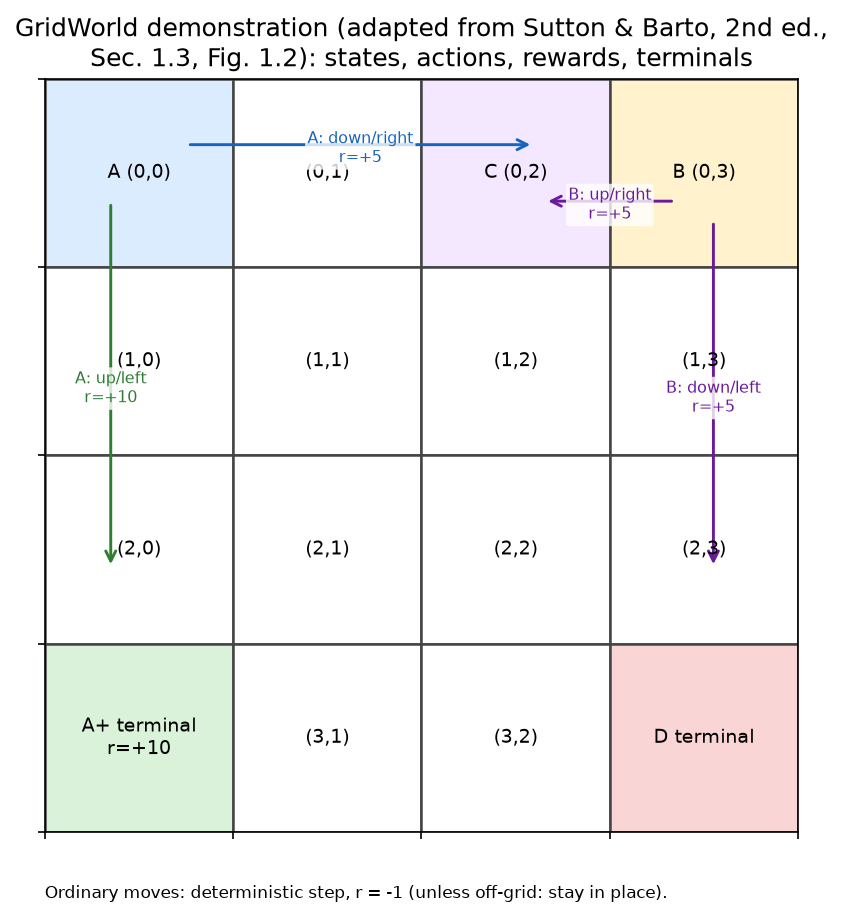 GridWorld demonstration (adapted from Sutton & Barto, 2nd ed.,
Sec. 1.3, Fig. 1.2): states, actions, rewards, terminals
A: down/right
r=+5
A (0,0)
(0,1)
C (0,2)
B (0,3)
B: up/right
r=+5
(1,0)
(1,1)
(1,2)
(1,3)
A: up/left
r=+10
B: down/left
r=+5
(2,0)
(2,1)
(2,2)
(2,3)
A+ terminal
r=+10
(3,1)
(3,2)
D terminal
Ordinary moves: deterministic step, r = -1 (unless off-grid: stay in place).